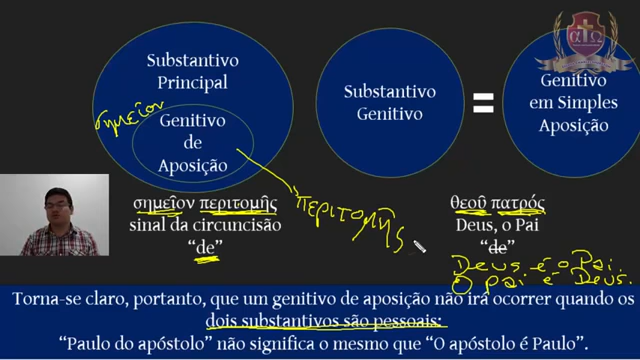 Substantivo
Principal
σημεῖον
Genitivo
de
Aposição
Substantivo
Genitivo
=
Genitivo
em Simples
Aposição
Α Ω
σημεῖον περιτομῆς
sinal da circuncisão
“de”
περιτομῆς
θεοῦ πατρός
Deus, o Pai
“de”
Deus é o Pai.
O pai é Deus.
Torna-se claro, portanto, que um genitivo de aposição não irá ocorrer quando os
dois substantivos são pessoais:
“Paulo do apóstolo” não significa o mesmo que “O apóstolo é Paulo”.